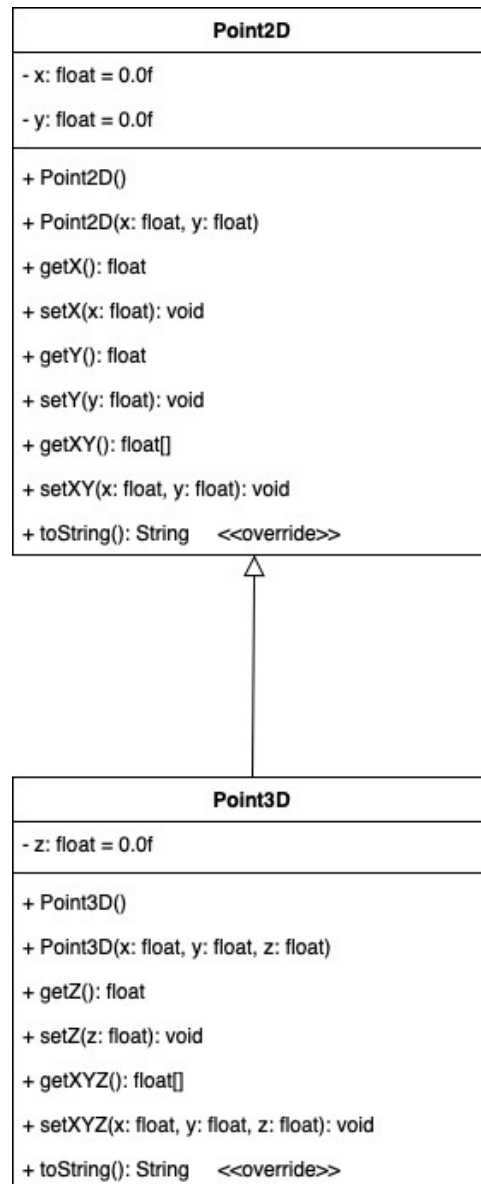 Point2D
- x: float = 0.0f
- y: float = 0.0f
+ Point2D()
+ Point2D(x: float, y: float)
+ getX(): float
+ setX(x: float): void
+ getY(): float
+ setY(y: float): void
+ getXY(): float[]
+ setXY(x: float, y: float): void
+ toString(): String <<override>>
Point3D
- z: float = 0.0f
+ Point3D()
+ Point3D(x: float, y: float, z: float)
+ getZ(): float
+ setZ(z: float): void
+ getXYZ(): float[]
+ setXYZ(x: float, y: float, z: float): void
+ toString(): String <<override>>